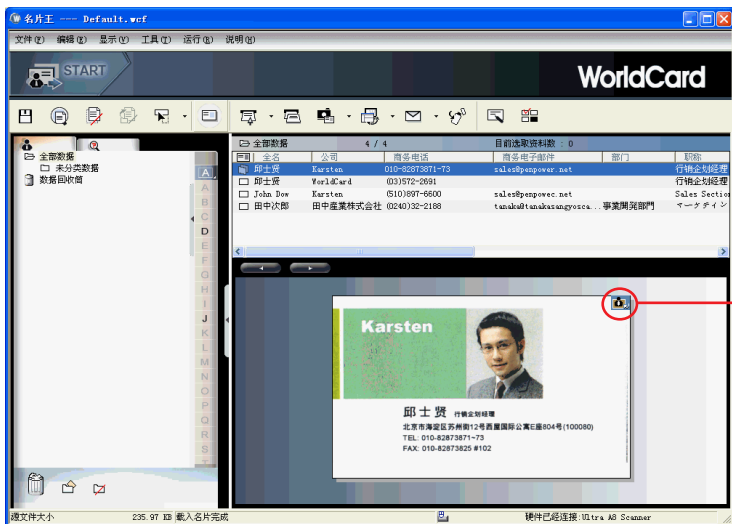 名片王 --- Default.wcf
文件(F) 编辑(E) 显示(V) 工具(T) 运行(R) 说明(H)
START
WorldCard
全部数据 4 / 4 目前选取资料数 : 0
全部数据
未分类数据
数据回收筒
A
A
B
C
D
E
F
G
H
I
J
K
L
M
N
O
P
Q
R
S
全名 公司 商务电话 商务电子邮件 部门 职称
邱士贤 Karsten 010-82873871-73 sales@penpower.net 行销企划经理
邱士贤 WorldCard (03)572-2691 行销企划经理
John Dow Karsten (510)897-6600 sales@penpowec.net Sales Section
田中次郎 田中産業株式会社 (0240)32-2188 tanaka@tanakasangyosca... 事業開発部門 マーケティン
Karsten
邱 士 贤 行销企划经理
北京市海淀区苏州街12号西屋国际公寓E座804号(100080)
TEL: 010-82873871~73
FAX: 010-82873825 #102
源文件大小 235.97 KB 载入名片完成 硬件已经连接:Ultra A8 Scanner